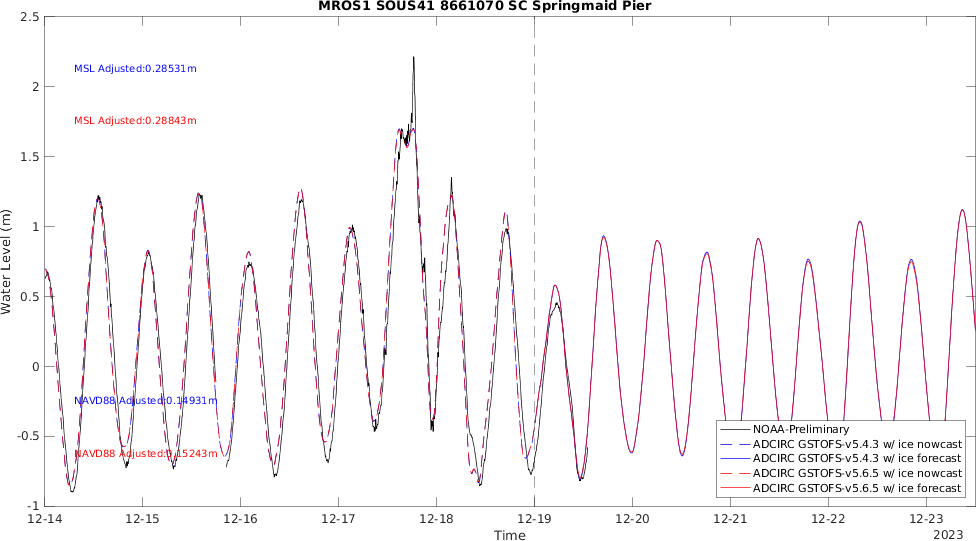 MROS1 SOUS41 8661070 SC Springmaid Pier
2.5
2
1.5
1
0.5
0
-0.5
-1
Water Level (m)
MSL Adjusted:0.28531m
MSL Adjusted:0.28843m
NAVD88 Adjusted:0.14931m
NAVD88 Adjusted:0.15243m
NOAA-Preliminary
ADCIRC GSTOFS-v5.4.3 w/ ice nowcast
ADCIRC GSTOFS-v5.4.3 w/ ice forecast
ADCIRC GSTOFS-v5.6.5 w/ ice nowcast
ADCIRC GSTOFS-v5.6.5 w/ ice forecast
12-14 12-15 12-16 12-17 12-18 12-19 12-20 12-21 12-22 12-23
Time
2023